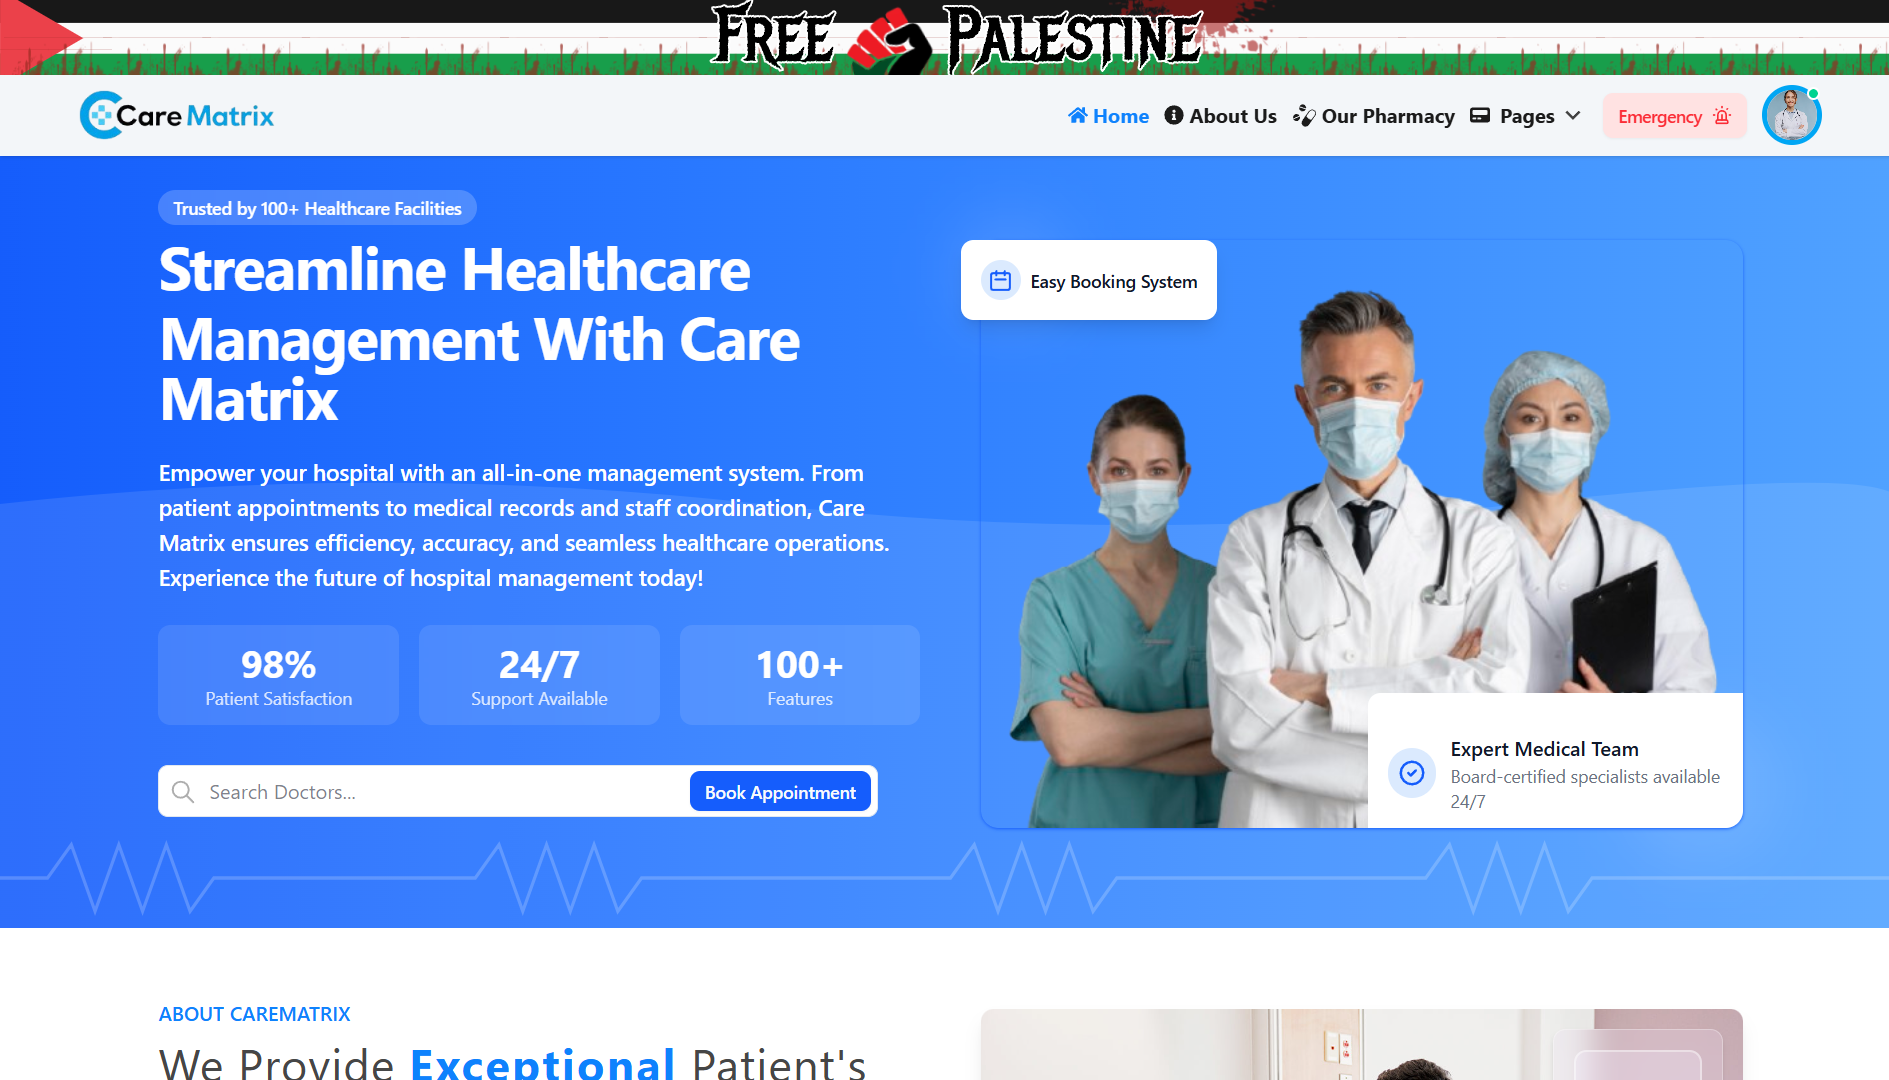 FREE PALESTINE
Care Matrix
Home
About Us
Our Pharmacy
Pages
Emergency
Trusted by 100+ Healthcare Facilities
Streamline Healthcare
Management With Care
Matrix
Empower your hospital with an all-in-one management system. From
patient appointments to medical records and staff coordination, Care
Matrix ensures efficiency, accuracy, and seamless healthcare operations.
Experience the future of hospital management today!
98%
Patient Satisfaction
24/7
Support Available
100+
Features
Search Doctors...
Book Appointment
Easy Booking System
Expert Medical Team
Board-certified specialists available
24/7
ABOUT CAREMATRIX
We Provide Exceptional Patient's